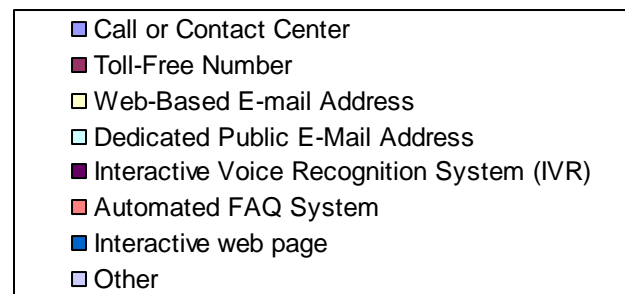 Call or Contact Center
Toll-Free Number
Web-Based E-mail Address
Dedicated Public E-Mail Address
Interactive Voice Recognition System (IVR)
Automated FAQ System
Interactive web page
Other